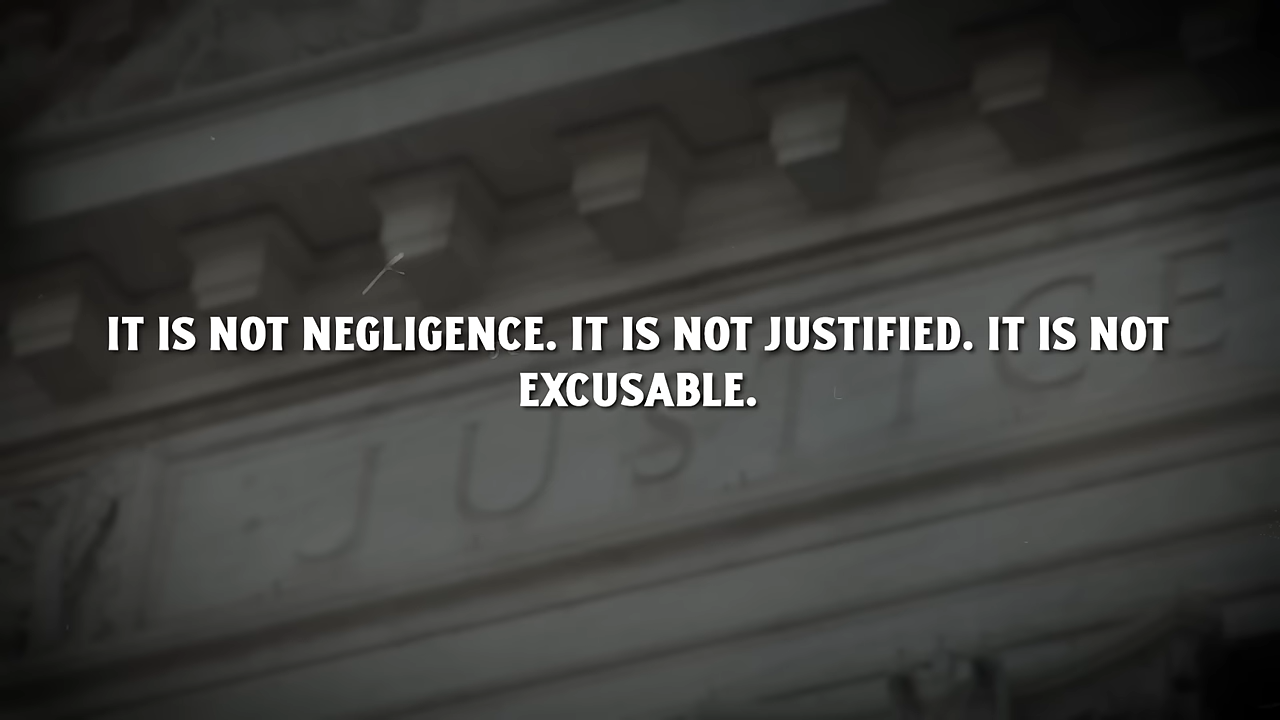 IT IS NOT NEGLIGENCE. IT IS NOT JUSTIFIED. IT IS NOT
EXCUSABLE.
JUSTICE